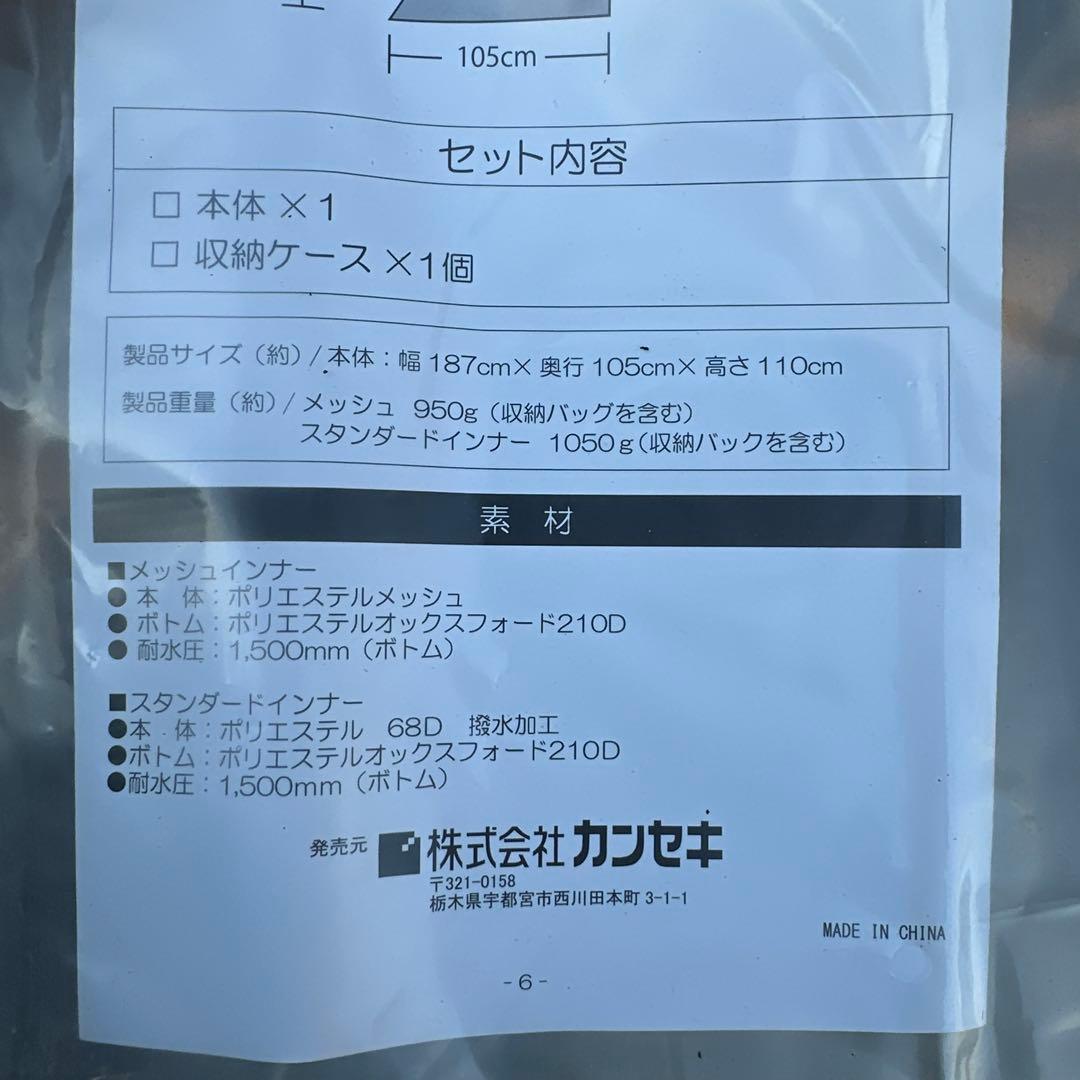 105cm
セット内容
□ 本体 × 1
□ 収納ケース × 1個
製品サイズ（約）/ 本体：幅 187cm× 奥行 105cm× 高さ 110cm
製品重量（約）/ メッシュ 950g（収納バッグを含む）
スタンダードインナー 1050g（収納バックを含む）
素 材
■メッシュインナー
● 本 体：ポリエステルメッシュ
● ボトム：ポリエステルオックスフォード210D
● 耐水圧：1,500mm（ボトム）
■スタンダードインナー
●本 体：ポリエステル 68D 撥水加工
●ボトム：ポリエステルオックスフォード210D
●耐水圧：1,500mm（ボトム）
発売元 株式会社 カンセキ
〒321-0158
栃木県宇都宮市西川田本町 3-1-1
MADE IN CHINA
- 6 -